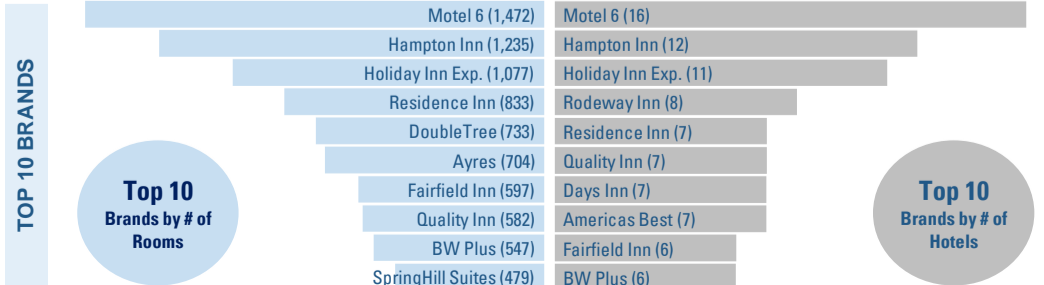 TOP 10 BRANDS
Motel 6 (1,472)
Hampton Inn (1,235)
Holiday Inn Exp. (1,077)
Residence Inn (833)
DoubleTree (733)
Ayres (704)
Fairfield Inn (597)
Quality Inn (582)
BW Plus (547)
SpringHill Suites (479)
Top 10
Brands by # of
Rooms
Motel 6 (16)
Hampton Inn (12)
Holiday Inn Exp. (11)
Rodeway Inn (8)
Residence Inn (7)
Quality Inn (7)
Days Inn (7)
Americas Best (7)
Fairfield Inn (6)
BW Plus (6)
Top 10
Brands by # of
Hotels